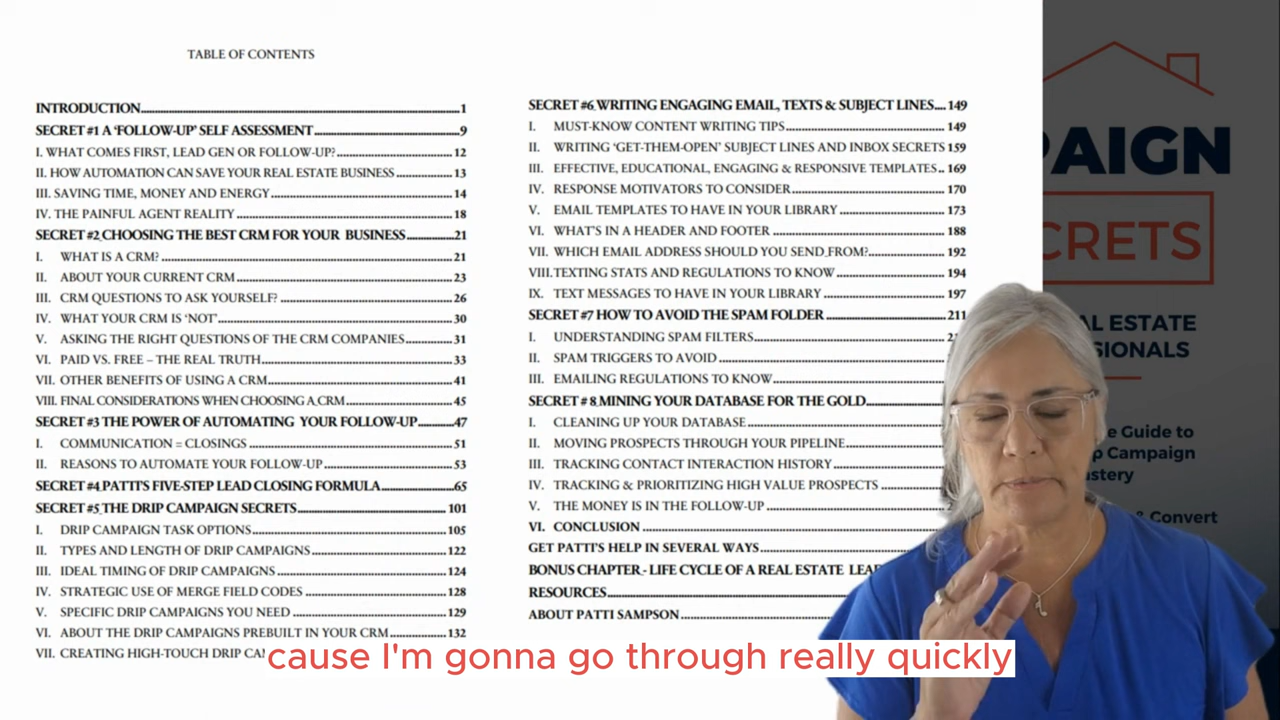 TABLE OF CONTENTS
INTRODUCTION 1
SECRET #1 A 'FOLLOW-UP' SELF ASSESSMENT 9
I. WHAT COMES FIRST, LEAD GEN OR FOLLOW-UP? 12
II. HOW AUTOMATION CAN SAVE YOUR REAL ESTATE BUSINESS 13
III. SAVING TIME, MONEY AND ENERGY 14
IV. THE PAINFUL AGENT REALITY 18
SECRET #2 CHOOSING THE BEST CRM FOR YOUR BUSINESS 21
I. WHAT IS A CRM? 21
II. ABOUT YOUR CURRENT CRM 23
III. CRM QUESTIONS TO ASK YOURSELF? 26
IV. WHAT YOUR CRM IS 'NOT' 30
V. ASKING THE RIGHT QUESTIONS OF THE CRM COMPANIES 31
VI. PAID VS. FREE – THE REAL TRUTH 33
VII. OTHER BENEFITS OF USING A CRM 41
VIII. FINAL CONSIDERATIONS WHEN CHOOSING A CRM 45
SECRET #3 THE POWER OF AUTOMATING YOUR FOLLOW-UP 47
I. COMMUNICATION = CLOSINGS 51
II. REASONS TO AUTOMATE YOUR FOLLOW-UP 53
SECRET #4 PATTI'S FIVE-STEP LEAD CLOSING FORMULA 65
SECRET #5 THE DRIP CAMPAIGN SECRETS 101
I. DRIP CAMPAIGN TASK OPTIONS 105
II. TYPES AND LENGTH OF DRIP CAMPAIGNS 122
III. IDEAL TIMING OF DRIP CAMPAIGNS 124
IV. STRATEGIC USE OF MERGE FIELD CODES 128
V. SPECIFIC DRIP CAMPAIGNS YOU NEED 129
VI. ABOUT THE DRIP CAMPAIGNS PREBUILT IN YOUR CRM 132
VII. CREATING HIGH-TOUCH DRIP
SECRET #6 WRITING ENGAGING EMAIL, TEXTS & SUBJECT LINES 149
I. MUST-KNOW CONTENT WRITING TIPS 149
II. WRITING 'GET-THEM-OPEN' SUBJECT LINES AND INBOX SECRETS 159
III. EFFECTIVE, EDUCATIONAL, ENGAGING & RESPONSIVE TEMPLATES 169
IV. RESPONSE MOTIVATORS TO CONSIDER 170
V. EMAIL TEMPLATES TO HAVE IN YOUR LIBRARY 173
VI. WHAT'S IN A HEADER AND FOOTER 188
VII. WHICH EMAIL ADDRESS SHOULD YOU SEND FROM? 192
VIII. TEXTING STATS AND REGULATIONS TO KNOW 194
IX. TEXT MESSAGES TO HAVE IN YOUR LIBRARY 197
SECRET #7 HOW TO AVOID THE SPAM FOLDER 211
I. UNDERSTANDING SPAM FILTERS
II. SPAM TRIGGERS TO AVOID
III. EMAILING REGULATIONS TO KNOW
SECRET # 8 MINING YOUR DATABASE FOR THE GOLD
I. CLEANING UP YOUR DATABASE
II. MOVING PROSPECTS THROUGH YOUR PIPELINE
III. TRACKING CONTACT INTERACTION HISTORY
IV. TRACKING & PRIORITIZING HIGH VALUE PROSPECTS
V. THE MONEY IS IN THE FOLLOW-UP
VI. CONCLUSION
GET PATTI'S HELP IN SEVERAL WAYS
BONUS CHAPTER - LIFE CYCLE OF A REAL ESTATE
RESOURCES
ABOUT PATTI SAMPSON
PAIGN
CRETS
AL ESTATE
SIONALS
e Guide to
p Campaign
stery
& Convert
cause I'm gonna go through really quickly